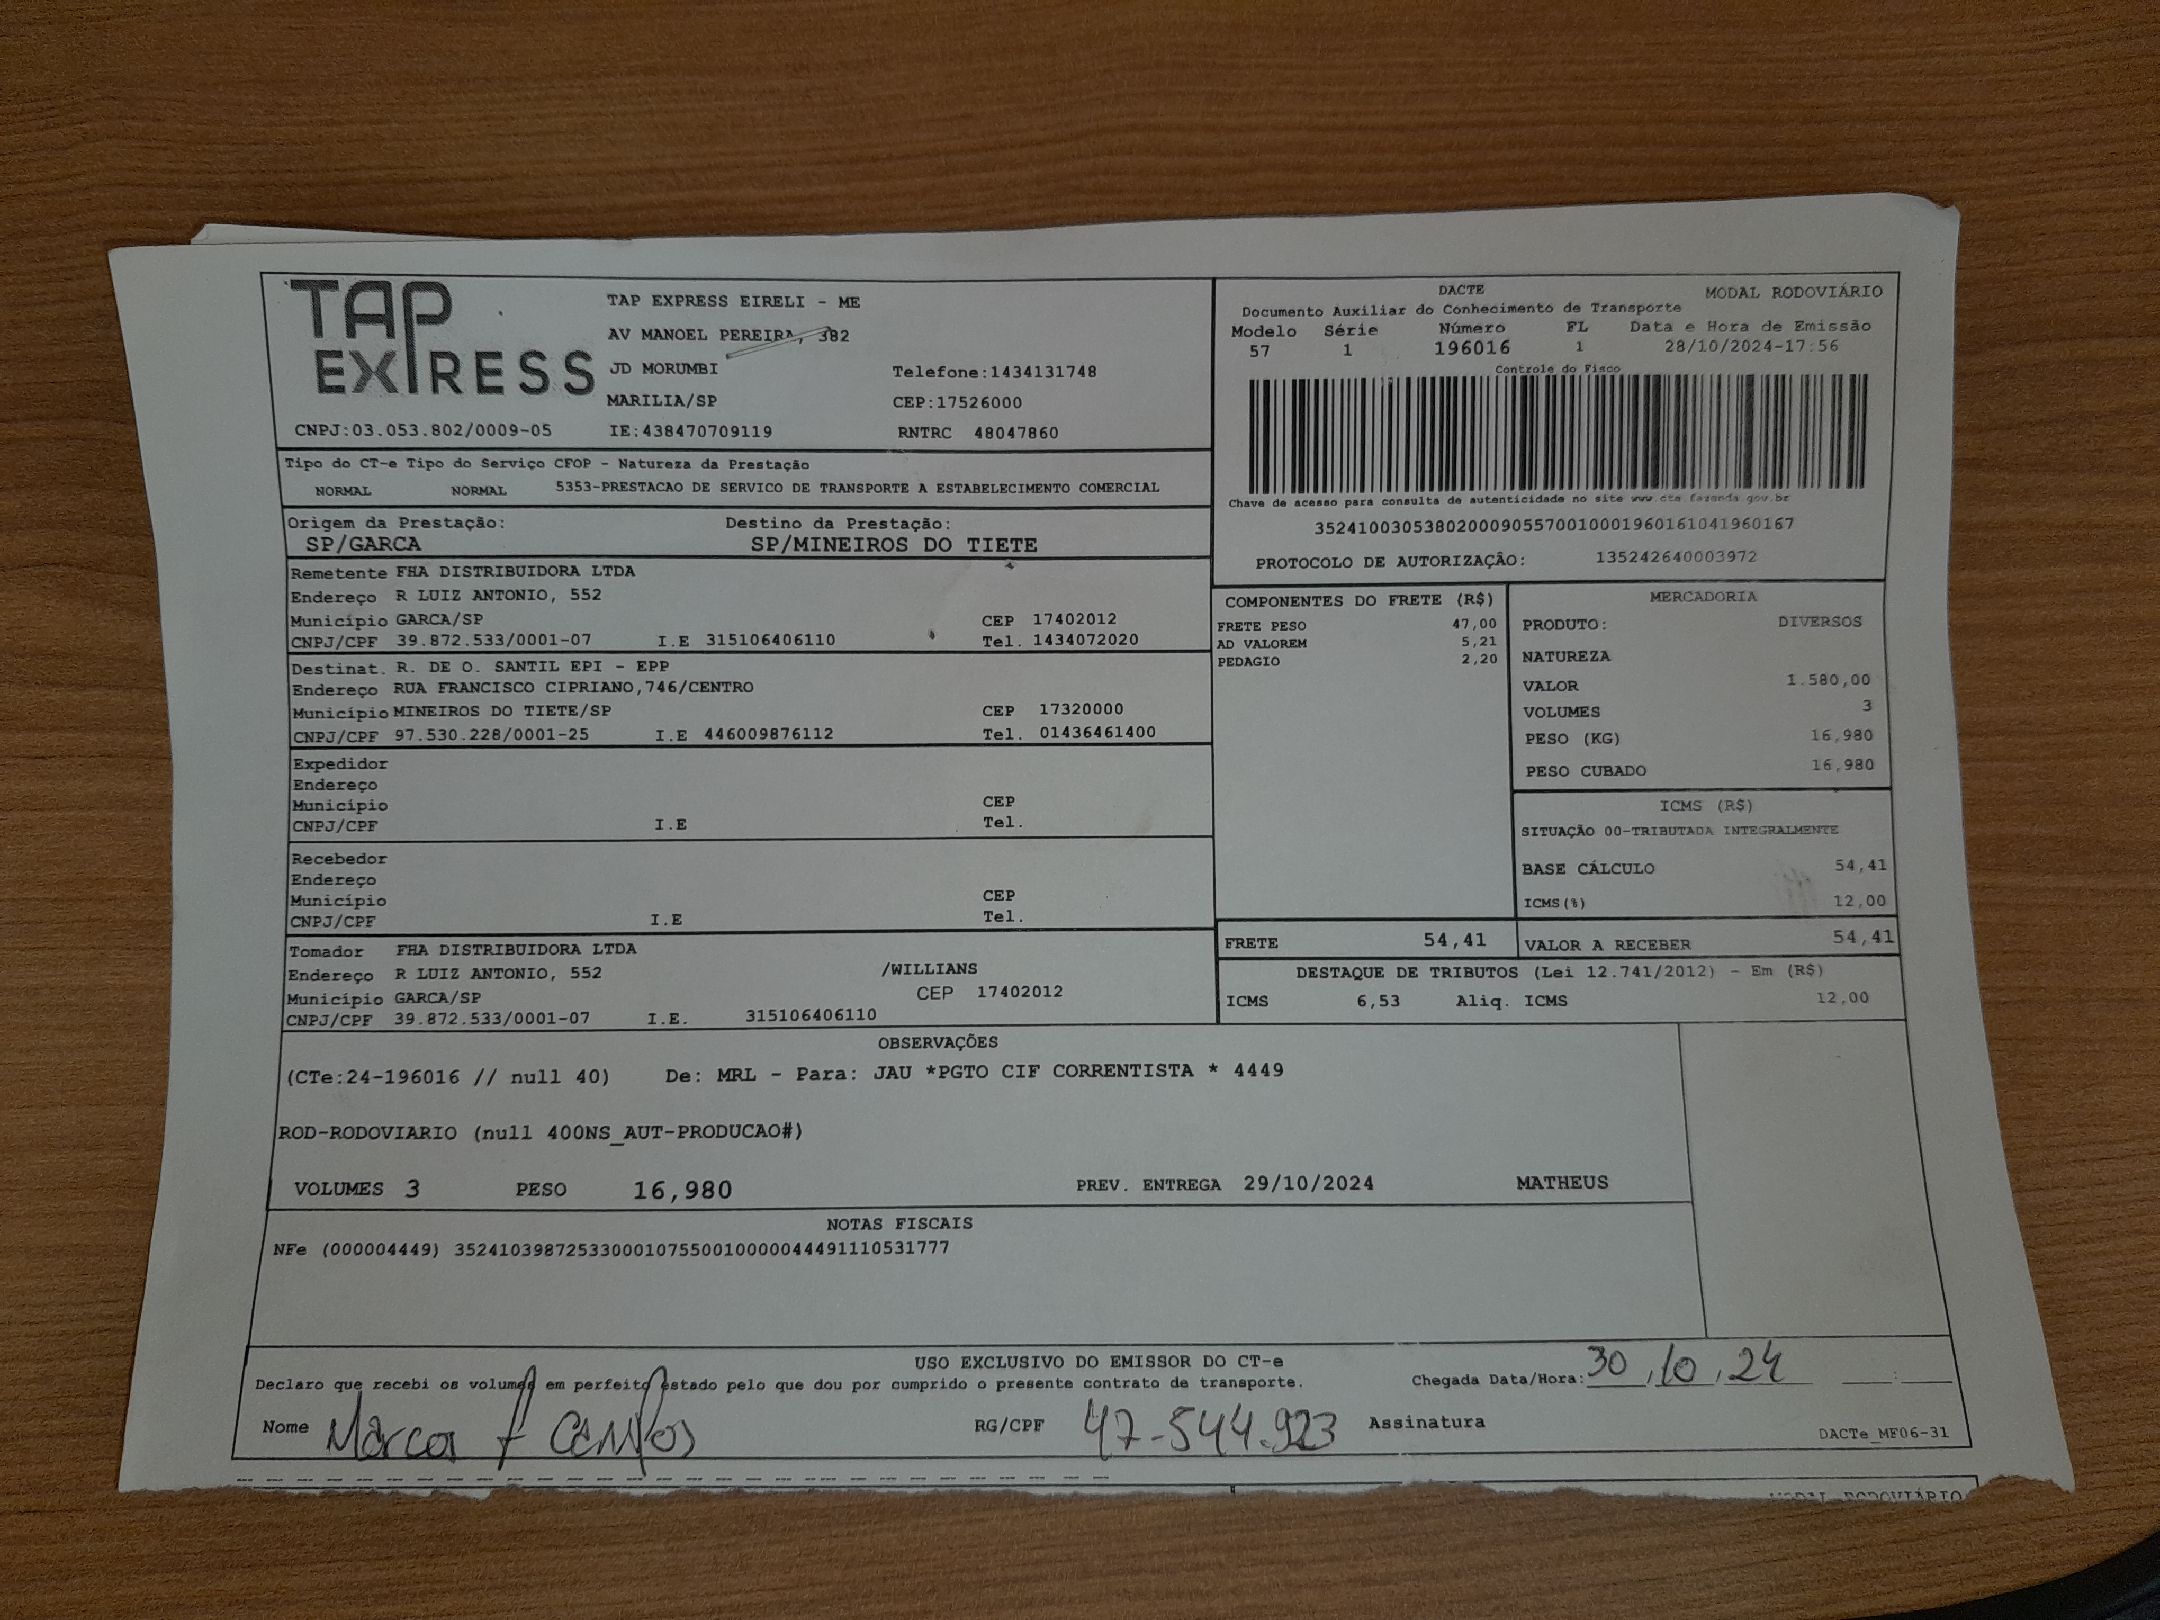 TAP
EXPRESS
TAP EXPRESS EIRELI - ME
AV MANOEL PEREIRA, 382
JD MORUMBI Telefone:1434131748
MARILIA/SP CEP:17526000
CNPJ:03.053.802/0009-05 IE:438470709119 RNTRC 48047860
DACTE MODAL RODOVIÁRIO
Documento Auxiliar do Conhecimento de Transporte
Modelo Série Número FL Data e Hora de Emissão
57 1 196016 1 28/10/2024-17:56
Controle do Fisco
Chave de acesso para consulta de autenticidade no site www.cte.fazenda.gov.br
35241003053802000905570010001960161041960167
PROTOCOLO DE AUTORIZAÇÃO: 135242640003972
Tipo do CT-e Tipo do Serviço CFOP - Natureza da Prestação
NORMAL NORMAL 5353-PRESTACAO DE SERVICO DE TRANSPORTE A ESTABELECIMENTO COMERCIAL
Origem da Prestação: Destino da Prestação:
SP/GARCA SP/MINEIROS DO TIETE
Remetente FHA DISTRIBUIDORA LTDA
Endereço R LUIZ ANTONIO, 552
Município GARCA/SP CEP 17402012
CNPJ/CPF 39.872.533/0001-07 I.E 315106406110 Tel. 1434072020
Destinat. R. DE O. SANTIL EPI - EPP
Endereço RUA FRANCISCO CIPRIANO,746/CENTRO
Município MINEIROS DO TIETE/SP CEP 17320000
CNPJ/CPF 97.530.228/0001-25 I.E 446009876112 Tel. 01436461400
Expedidor
Endereço
Município CEP
CNPJ/CPF I.E Tel.
Recebedor
Endereço
Município CEP
CNPJ/CPF I.E Tel.
Tomador FHA DISTRIBUIDORA LTDA
Endereço R LUIZ ANTONIO, 552 /WILLIANS
Município GARCA/SP CEP 17402012
CNPJ/CPF 39.872.533/0001-07 I.E. 315106406110
COMPONENTES DO FRETE (R$)
FRETE PESO 47,00
AD VALOREM 5,21
PEDAGIO 2,20
MERCADORIA
PRODUTO: DIVERSOS
NATUREZA
VALOR 1.580,00
VOLUMES 3
PESO (KG) 16,980
PESO CUBADO 16,980
ICMS (R$)
SITUAÇÃO 00-TRIBUTADA INTEGRALMENTE
BASE CÁLCULO 54,41
ICMS(%) 12,00
FRETE 54,41 VALOR A RECEBER 54,41
DESTAQUE DE TRIBUTOS (Lei 12.741/2012) - Em (R$)
ICMS 6,53 Aliq. ICMS 12,00
OBSERVAÇÕES
(CTe:24-196016 // null 40) De: MRL - Para: JAU *PGTO CIF CORRENTISTA * 4449
ROD-RODOVIARIO (null 400NS_AUT-PRODUCAO#)
VOLUMES 3 PESO 16,980 PREV. ENTREGA 29/10/2024 MATHEUS
NOTAS FISCAIS
NFe (000004449) 35241039872533000107550010000044491110531777
USO EXCLUSIVO DO EMISSOR DO CT-e
Declaro que recebi os volumes em perfeito estado pelo que dou por cumprido o presente contrato de transporte. Chegada Data/Hora: 30,10,24 __:__
Nome Marcos f Campos RG/CPF 47-544.923 Assinatura
DACTe_MF06-31
MODAL RODOVIÁRIO